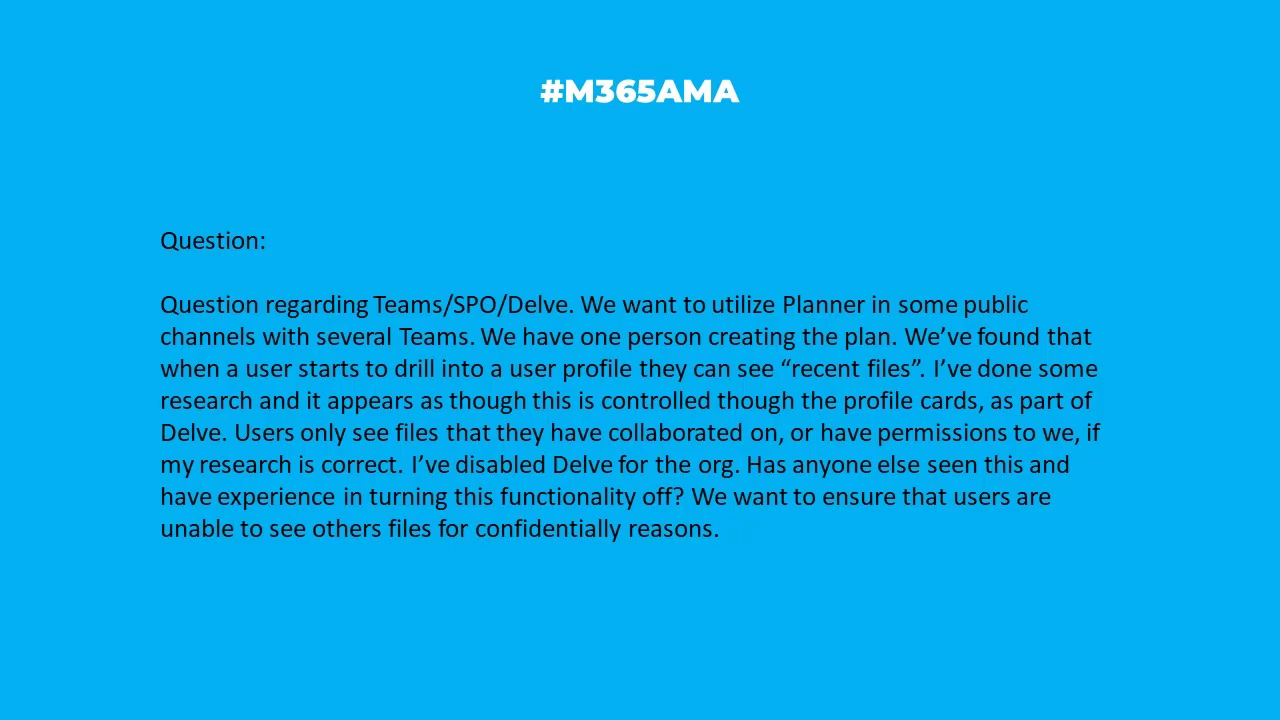 #M365AMA
Question:
Question regarding Teams/SPO/Delve. We want to utilize Planner in some public
channels with several Teams. We have one person creating the plan. We’ve found that
when a user starts to drill into a user profile they can see “recent files”. I’ve done some
research and it appears as though this is controlled though the profile cards, as part of
Delve. Users only see files that they have collaborated on, or have permissions to we, if
my research is correct. I’ve disabled Delve for the org. Has anyone else seen this and
have experience in turning this functionality off? We want to ensure that users are
unable to see others files for confidentially reasons.